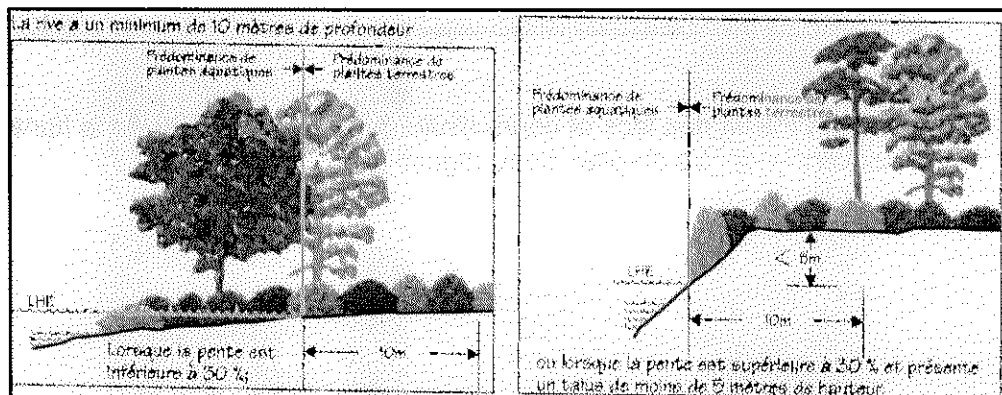 La rive a un minimum de 10 mètres de profondeur
Prédominance de
plantes aquatiques
Prédominance de
plantes terrestres
LHE
Lorsque la pente est
inférieure à 30 %;
10m
Prédominance de
plantes aquatiques
Prédominance de
plantes terrestres
LHE
< 5m
10m
ou lorsque la pente est supérieure à 30 % et présente
un talus de moins de 5 mètres de hauteur